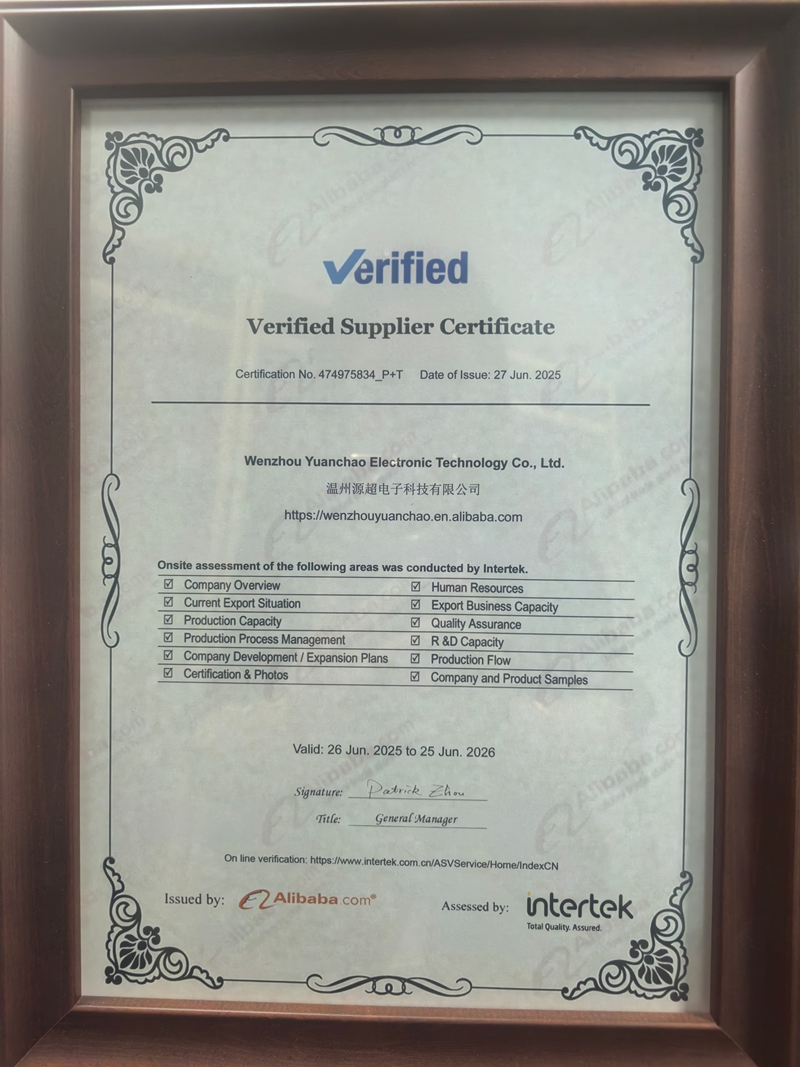 Verified
Verified Supplier Certificate
Certification No. 474975834_P+T Date of Issue: 27 Jun. 2025
Wenzhou Yuanchao Electronic Technology Co., Ltd.
温州源超电子科技有限公司
https://wenzhouyuanchao.en.alibaba.com
Onsite assessment of the following areas was conducted by Intertek.
☑ Company Overview ☑ Human Resources
☑ Current Export Situation ☑ Export Business Capacity
☑ Production Capacity ☑ Quality Assurance
☑ Production Process Management ☑ R &D Capacity
☑ Company Development / Expansion Plans ☑ Production Flow
☑ Certification & Photos ☑ Company and Product Samples
Valid: 26 Jun. 2025 to 25 Jun. 2026
Signature: Patrick Zhou
Title: General Manager
On line verification: https://www.intertek.com.cn/ASVService/Home/IndexCN
Issued by: Alibaba.com® Assessed by: intertek
Total Quality. Assured.